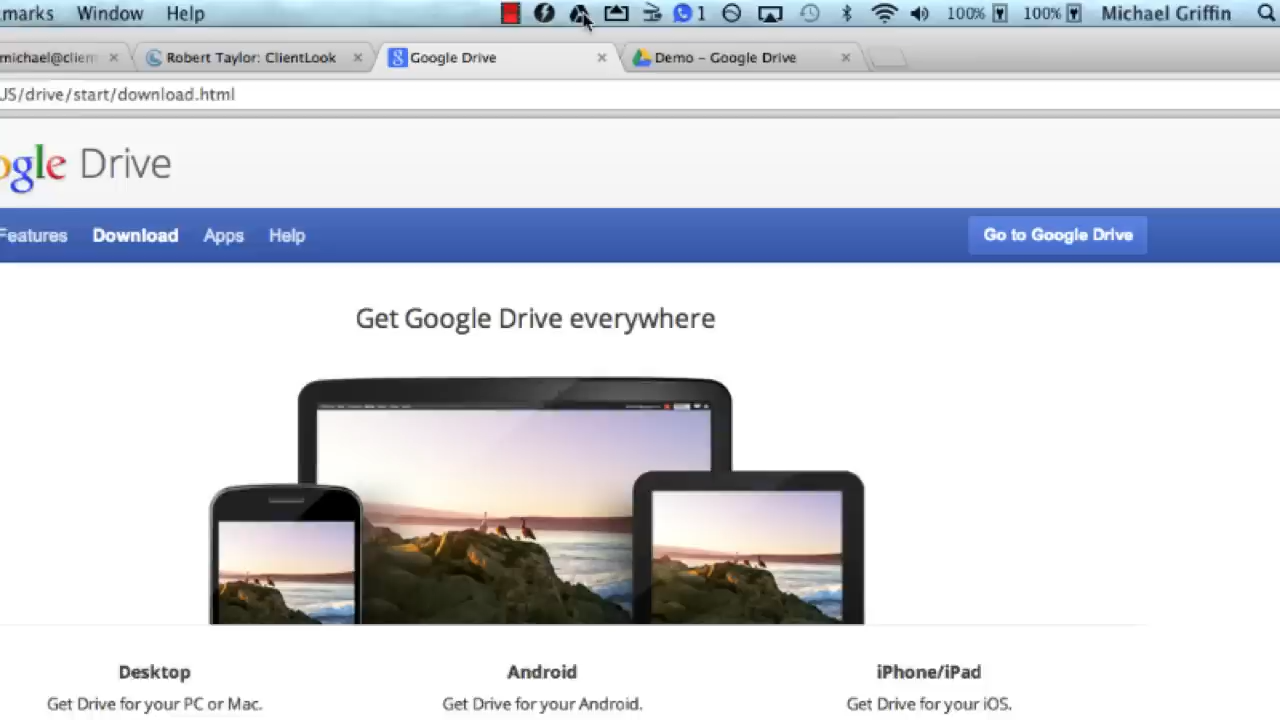 marks Window Help 1 100% 100% Michael Griffin
michael@clien Robert Taylor: ClientLook Google Drive Demo - Google Drive
US/drive/start/download.html
ogle Drive
Features Download Apps Help Go to Google Drive
Get Google Drive everywhere
Desktop Android iPhone/iPad
Get Drive for your PC or Mac. Get Drive for your Android. Get Drive for your iOS.